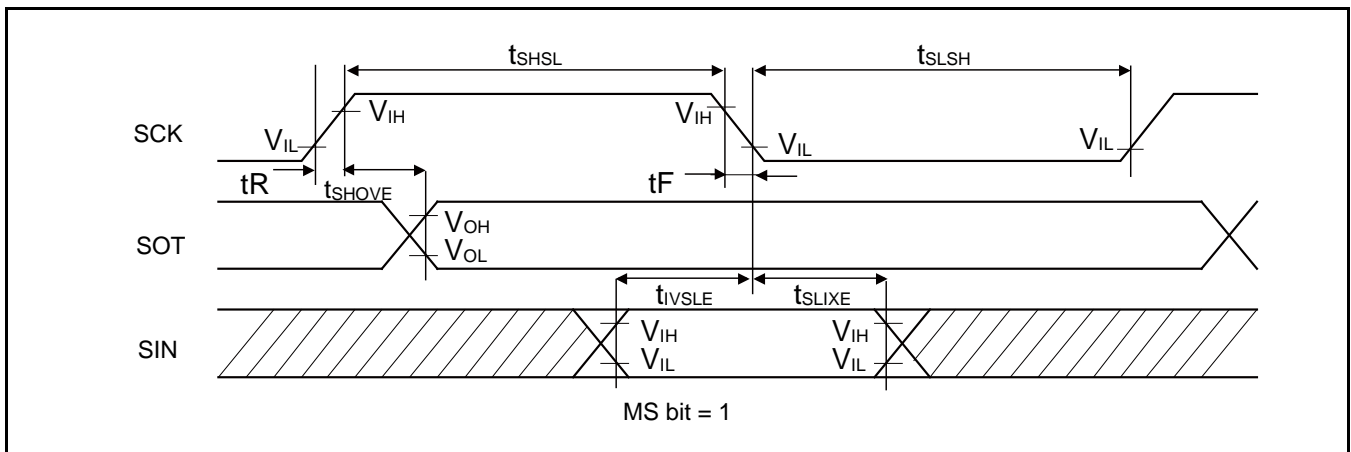 tSHSL
tSLSH
SCK
VIH
VIH
VIL
VIL
VIL
tR
tSHOVE
tF
SOT
VOH
VOL
tIVSLE
tSLIXE
SIN
VIH
VIH
VIL
VIL
MS bit = 1